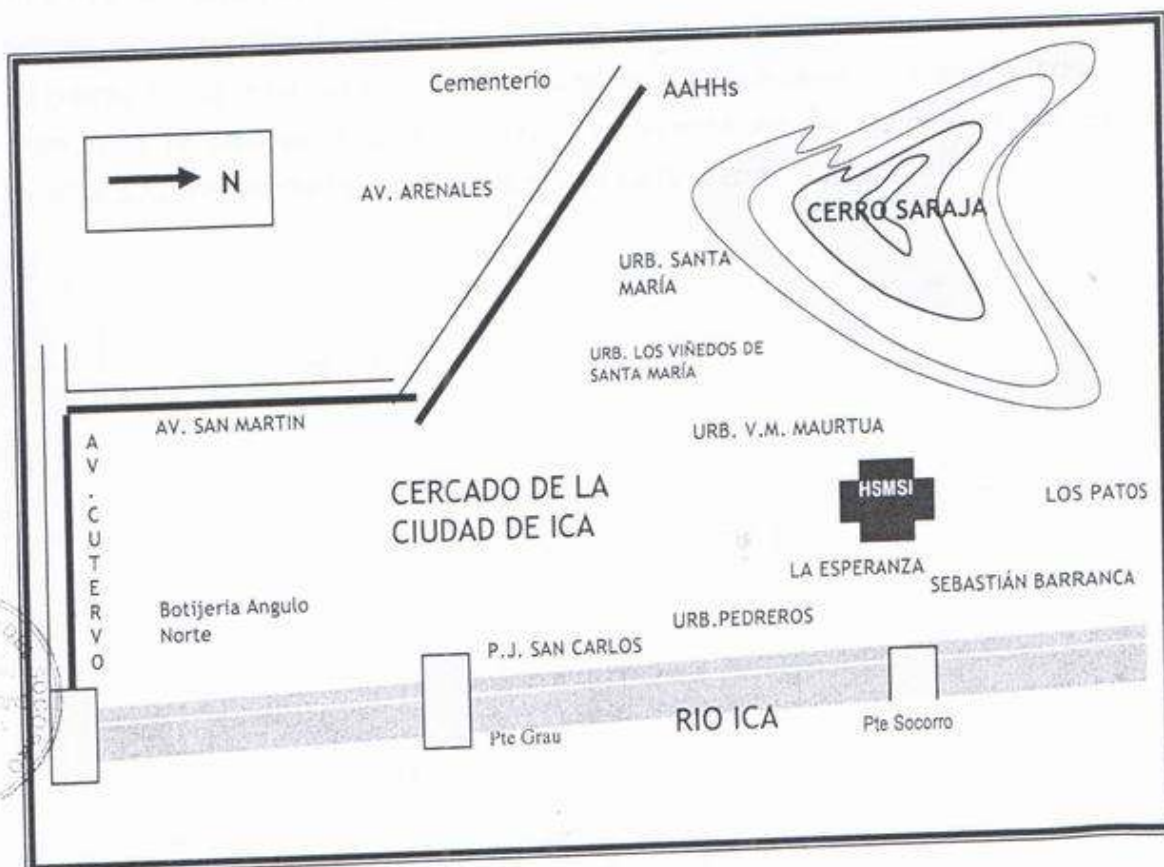 Cementerio
AAHHs
N
AV. ARENALES
CERRO SARAJA
URB. SANTA
MARÍA
URB. LOS VIÑEDOS DE
SANTA MARÍA
AV. SAN MARTIN
URB. V.M. MAURTUA
AV.CUTERVO
CERCADO DE LA
CIUDAD DE ICA
HSMSI
LOS PATOS
LA ESPERANZA
SEBASTIÁN BARRANCA
Botijeria Angulo
Norte
URB.PEDREROS
P.J. SAN CARLOS
RIO ICA
Pte Grau
Pte Socorro